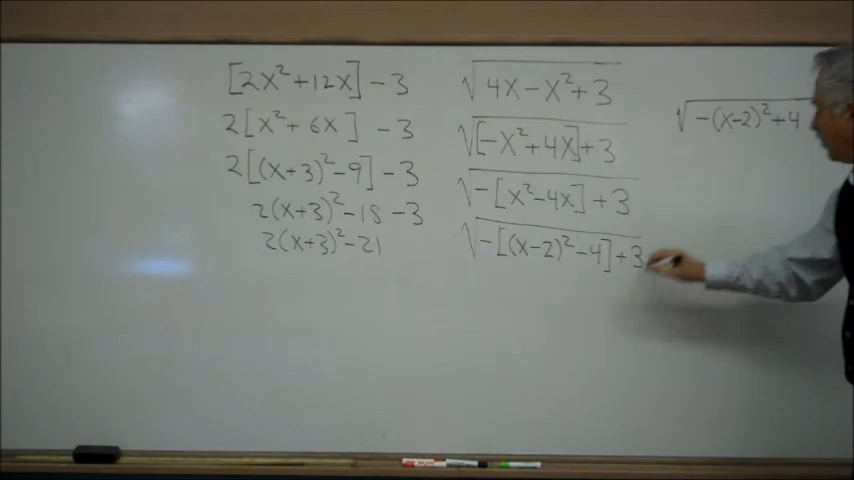 [2x² + 12x] - 3
2[x² + 6x] - 3
2[(x+3)² - 9] - 3
2(x+3)² - 18 - 3
2(x+3)² - 21
√4x - x² + 3
√[-x² + 4x] + 3
√-[x² - 4x] + 3
√-[(x-2)² - 4] + 3
√-(x-2)² + 4